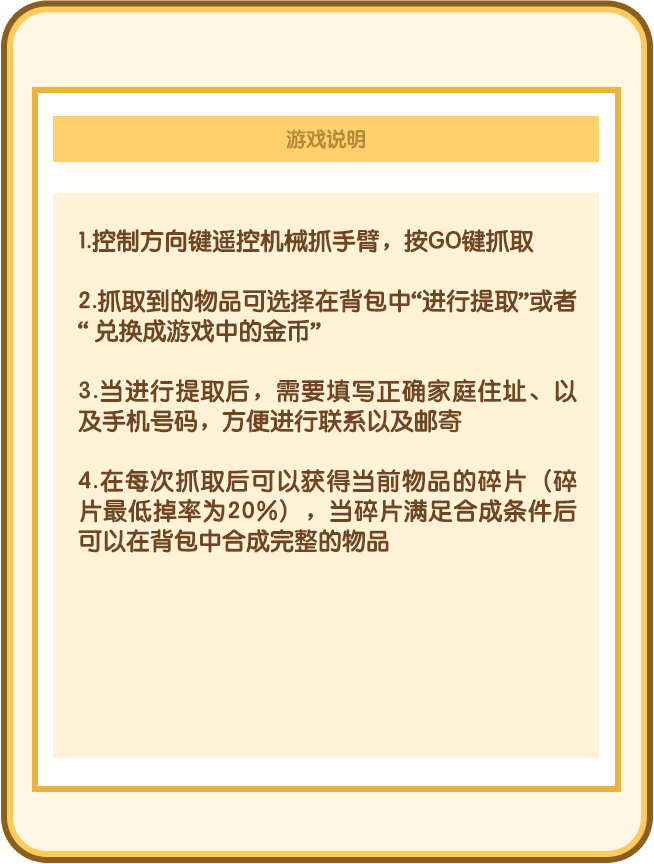 游戏说明
1.控制方向键遥控机械抓手臂，按GO键抓取
2.抓取到的物品可选择在背包中“进行提取”或者
“ 兑换成游戏中的金币”
3.当进行提取后，需要填写正确家庭住址、以
及手机号码，方便进行联系以及邮寄
4.在每次抓取后可以获得当前物品的碎片（碎
片最低掉率为20%），当碎片满足合成条件后
可以在背包中合成完整的物品